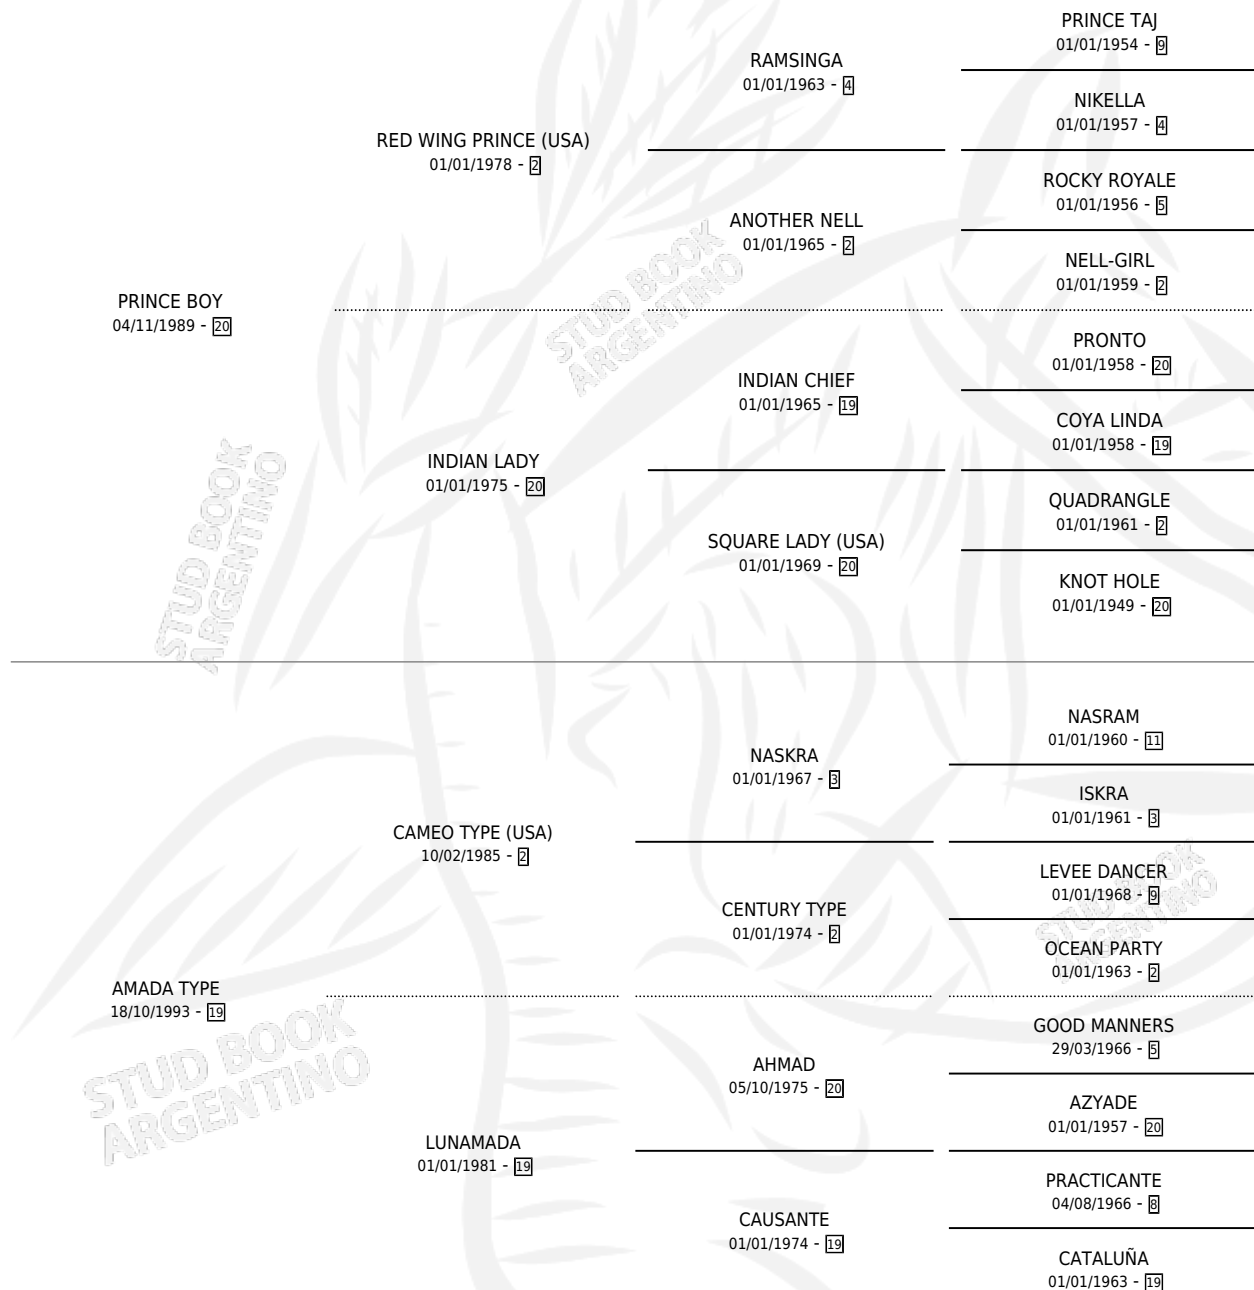 PRINCE TAJ
01/01/1954 - 9
RAMSINGA
01/01/1963 - 4
NIKELLA
01/01/1957 - 4
RED WING PRINCE (USA)
01/01/1978 - 2
ROCKY ROYALE
01/01/1956 - 5
ANOTHER NELL
01/01/1965 - 2
NELL-GIRL
01/01/1959 - 2
PRINCE BOY
04/11/1989 - 20
PRONTO
01/01/1958 - 20
INDIAN CHIEF
01/01/1965 - 19
COYA LINDA
01/01/1958 - 19
INDIAN LADY
01/01/1975 - 20
QUADRANGLE
01/01/1961 - 2
SQUARE LADY (USA)
01/01/1969 - 20
KNOT HOLE
01/01/1949 - 20
NASRAM
01/01/1960 - 11
NASKRA
01/01/1967 - 3
ISKRA
01/01/1961 - 3
CAMEO TYPE (USA)
10/02/1985 - 2
LEVEE DANCER
01/01/1968 - 9
CENTURY TYPE
01/01/1974 - 2
OCEAN PARTY
01/01/1963 - 2
AMADA TYPE
18/10/1993 - 19
GOOD MANNERS
29/03/1966 - 5
AHMAD
05/10/1975 - 20
AZYADE
01/01/1957 - 20
LUNAMADA
01/01/1981 - 19
PRACTICANTE
04/08/1966 - 8
CAUSANTE
01/01/1974 - 19
CATALUÑA
01/01/1963 - 19
STUD BOOK
ARGENTINO
STUD BOOK
ARGENTINO
STUD BOOK
ARGENTINO
STUD BOOK
ARGENTINO